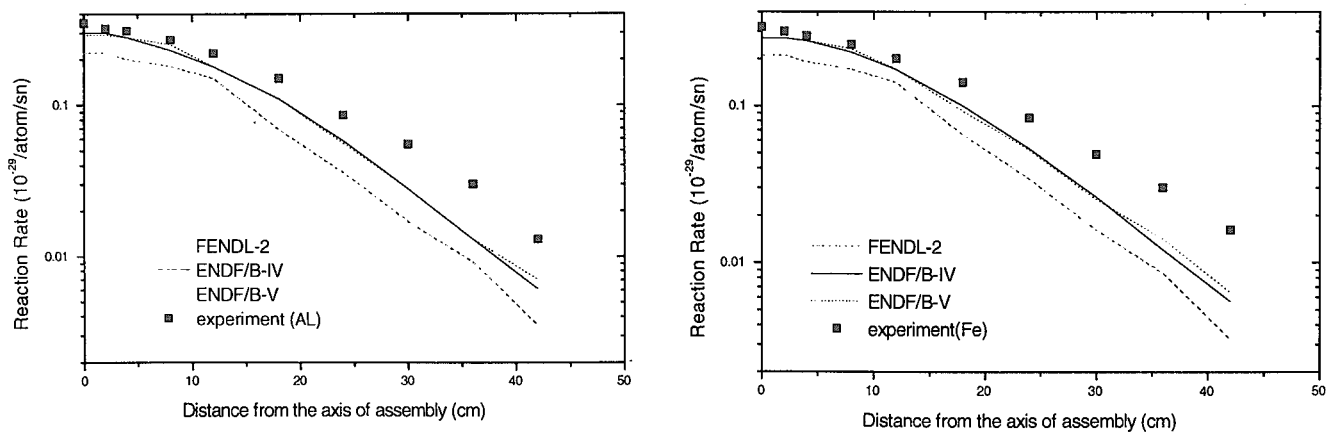 Reaction Rate (10⁻²⁹/atom/sn)
0.1
0.01
FENDL-2
ENDF/B-IV
ENDF/B-V
experiment (AL)
0 10 20 30 40 50
Distance from the axis of assembly (cm)
Reaction Rate (10⁻²⁹/atom/sn)
0.1
0.01
FENDL-2
ENDF/B-IV
ENDF/B-V
experiment(Fe)
0 10 20 30 40 50
Distance from the axis of assembly (cm)